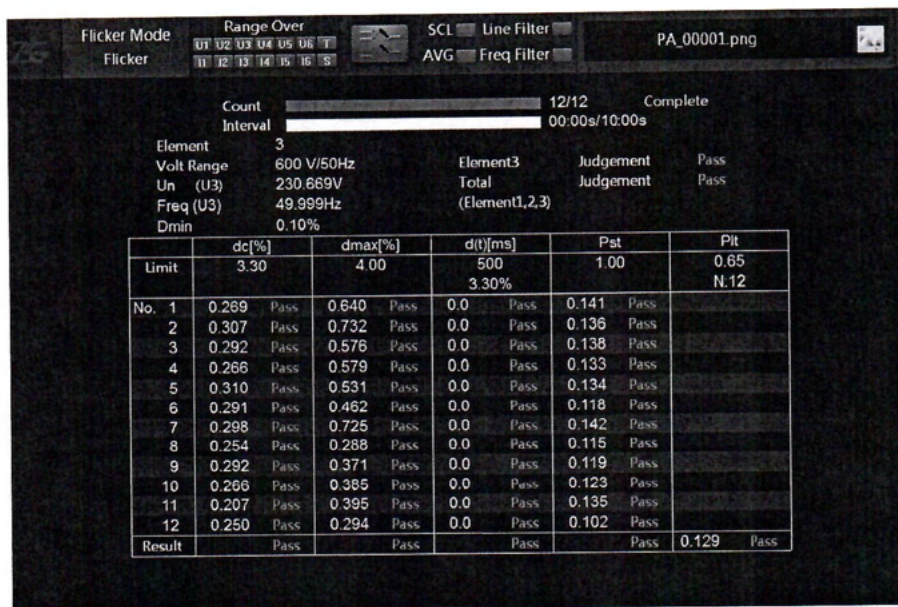 Flicker Mode Range Over SCL Line Filter PA_00001.png
U1 U2 U3 U4 U5 U6 T
Flicker I1 I2 I3 I4 I5 I6 S AVG Freq Filter
Count 12/12 Complete
Interval 00:00s/10:00s
Element 3
Volt Range 600 V/50Hz Element3 Judgement Pass
Un (U3) 230.669V Total Judgement Pass
Freq (U3) 49.999Hz (Element1,2,3)
Dmin 0.10%
dc[%] dmax[%] d(t)[ms] Pst Plt
Limit 3.30 4.00 500 1.00 0.65
3.30% N:12
No. 1 0.269 Pass 0.640 Pass 0.0 Pass 0.141 Pass
2 0.307 Pass 0.732 Pass 0.0 Pass 0.136 Pass
3 0.292 Pass 0.576 Pass 0.0 Pass 0.138 Pass
4 0.266 Pass 0.579 Pass 0.0 Pass 0.133 Pass
5 0.310 Pass 0.531 Pass 0.0 Pass 0.134 Pass
6 0.291 Pass 0.462 Pass 0.0 Pass 0.118 Pass
7 0.298 Pass 0.725 Pass 0.0 Pass 0.142 Pass
8 0.254 Pass 0.288 Pass 0.0 Pass 0.115 Pass
9 0.292 Pass 0.371 Pass 0.0 Pass 0.119 Pass
10 0.266 Pass 0.385 Pass 0.0 Pass 0.123 Pass
11 0.207 Pass 0.395 Pass 0.0 Pass 0.135 Pass
12 0.250 Pass 0.294 Pass 0.0 Pass 0.102 Pass
Result Pass Pass Pass Pass 0.129 Pass